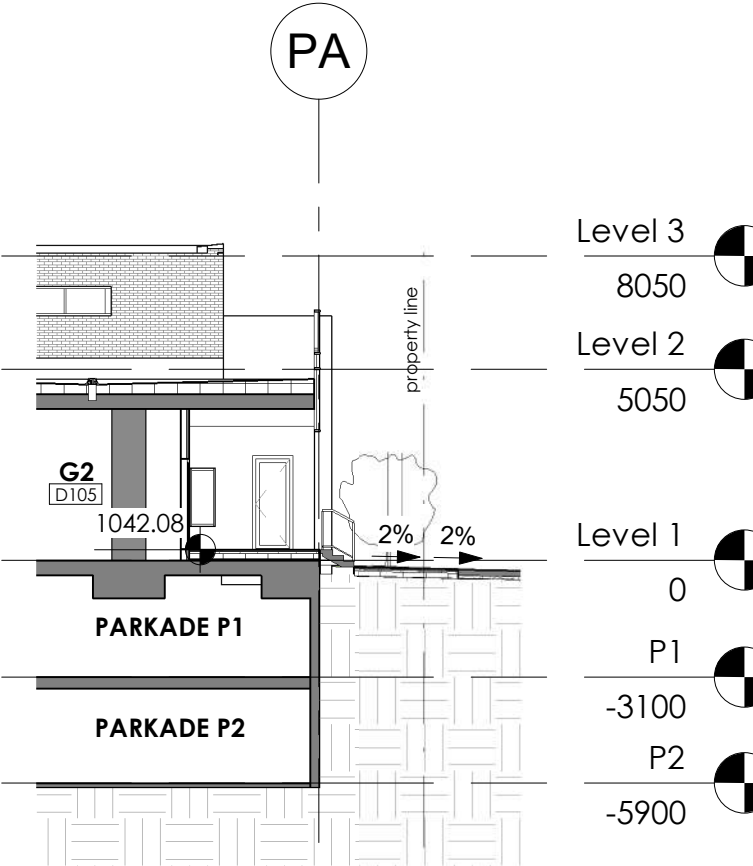 PA
Level 3
8050
property line
Level 2
5050
G2
D105
1042.08
2%
2%
Level 1
0
PARKADE P1
P1
-3100
PARKADE P2
P2
-5900